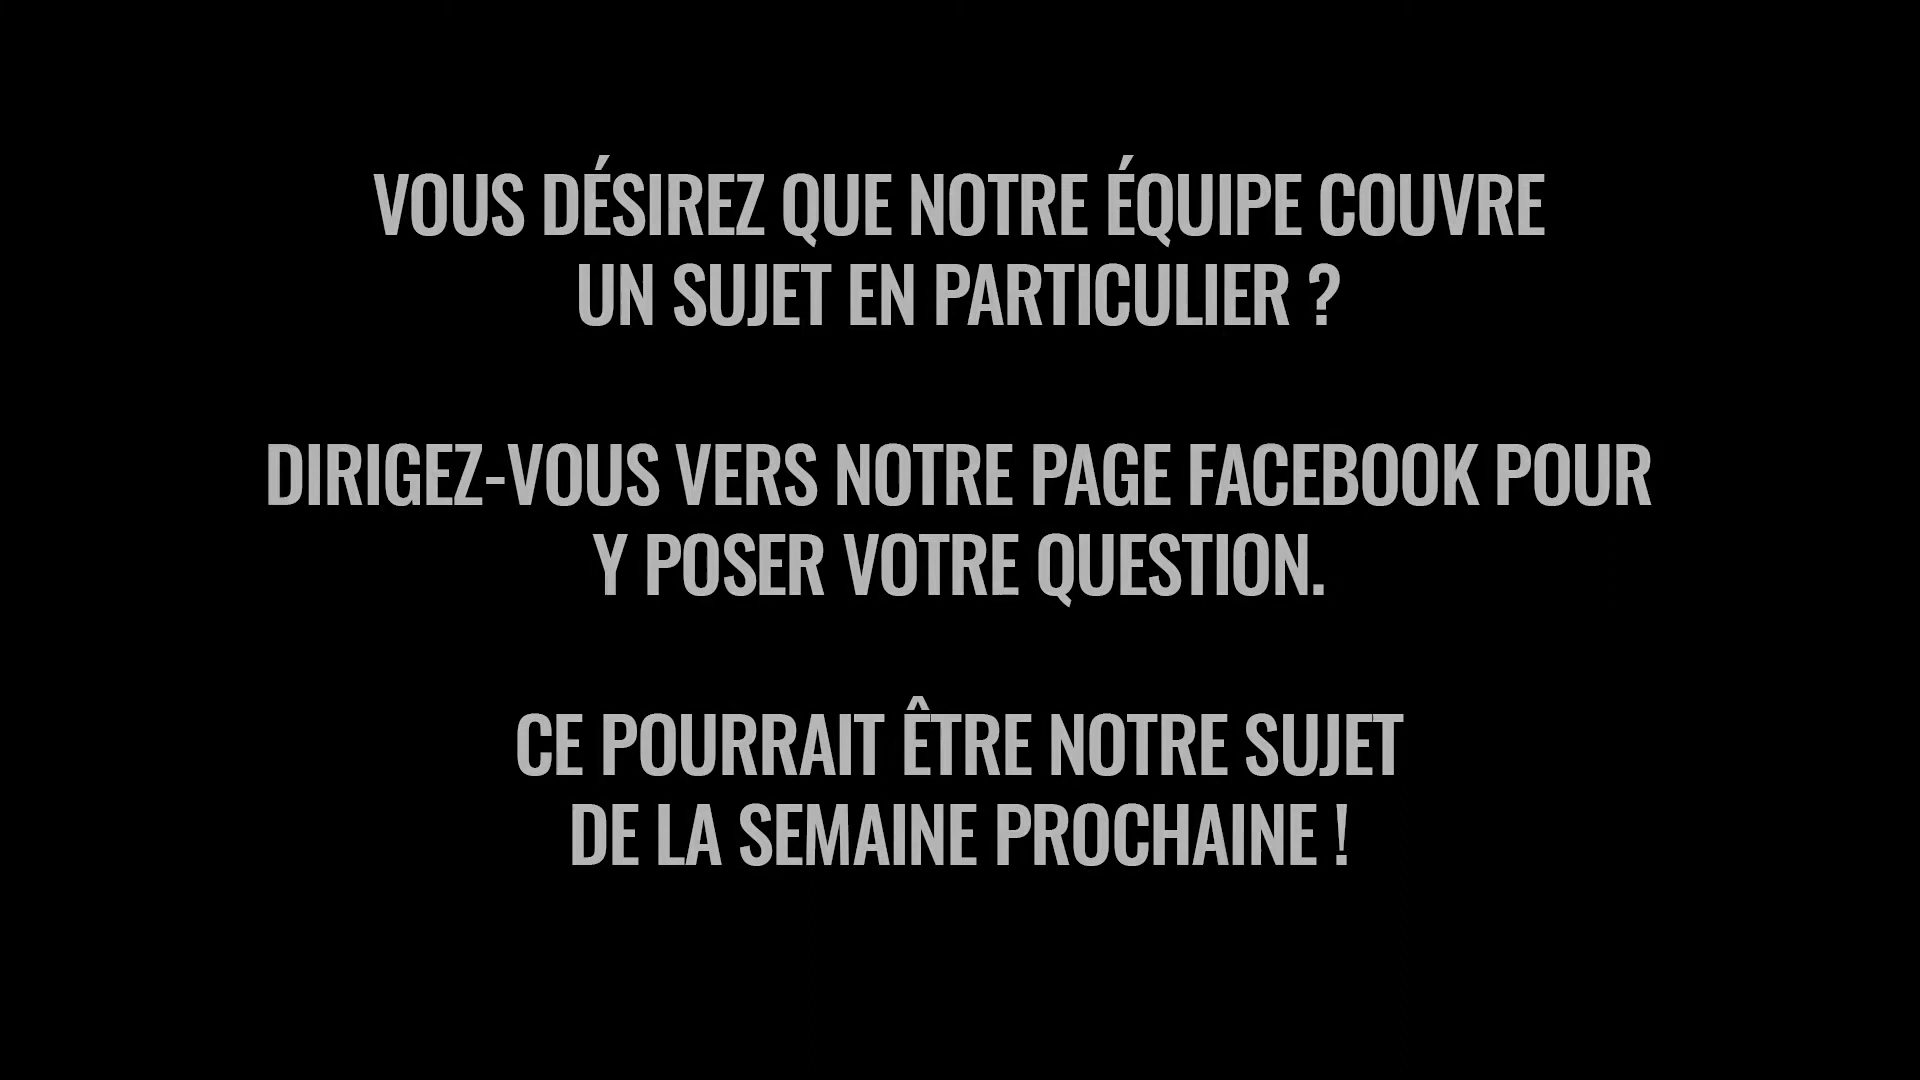 VOUS DÉSIREZ QUE NOTRE ÉQUIPE COUVRE
UN SUJET EN PARTICULIER ?
DIRIGEZ-VOUS VERS NOTRE PAGE FACEBOOK POUR
Y POSER VOTRE QUESTION.
CE POURRAIT ÊTRE NOTRE SUJET
DE LA SEMAINE PROCHAINE !